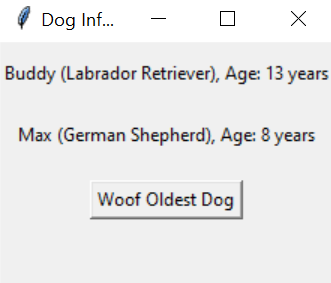 Dog Inf...
Buddy (Labrador Retriever), Age: 13 years
Max (German Shepherd), Age: 8 years
Woof Oldest Dog